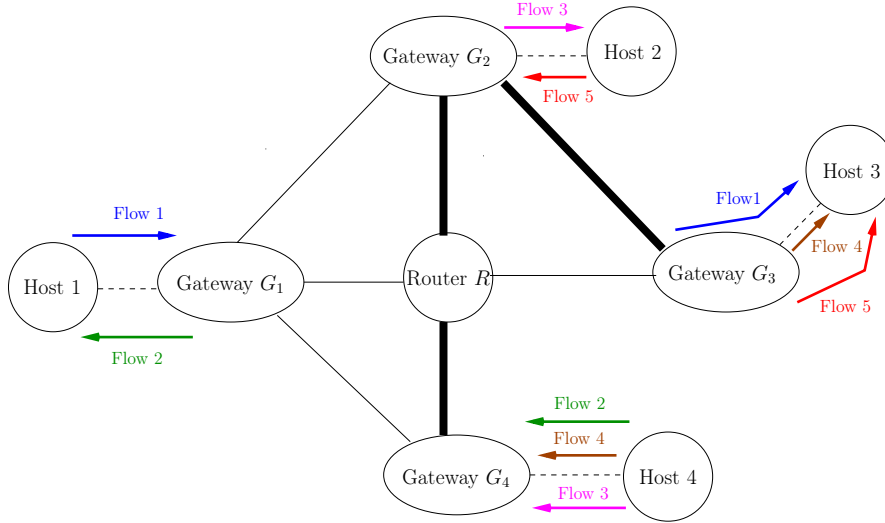 Flow 3
Gateway G2
Host 2
Flow 5
Host 3
Flow1
Flow 1
Flow 4
Host 1
Gateway G1
Router R
Gateway G3
Flow 5
Flow 2
Flow 2
Flow 4
Gateway G4
Host 4
Flow 3